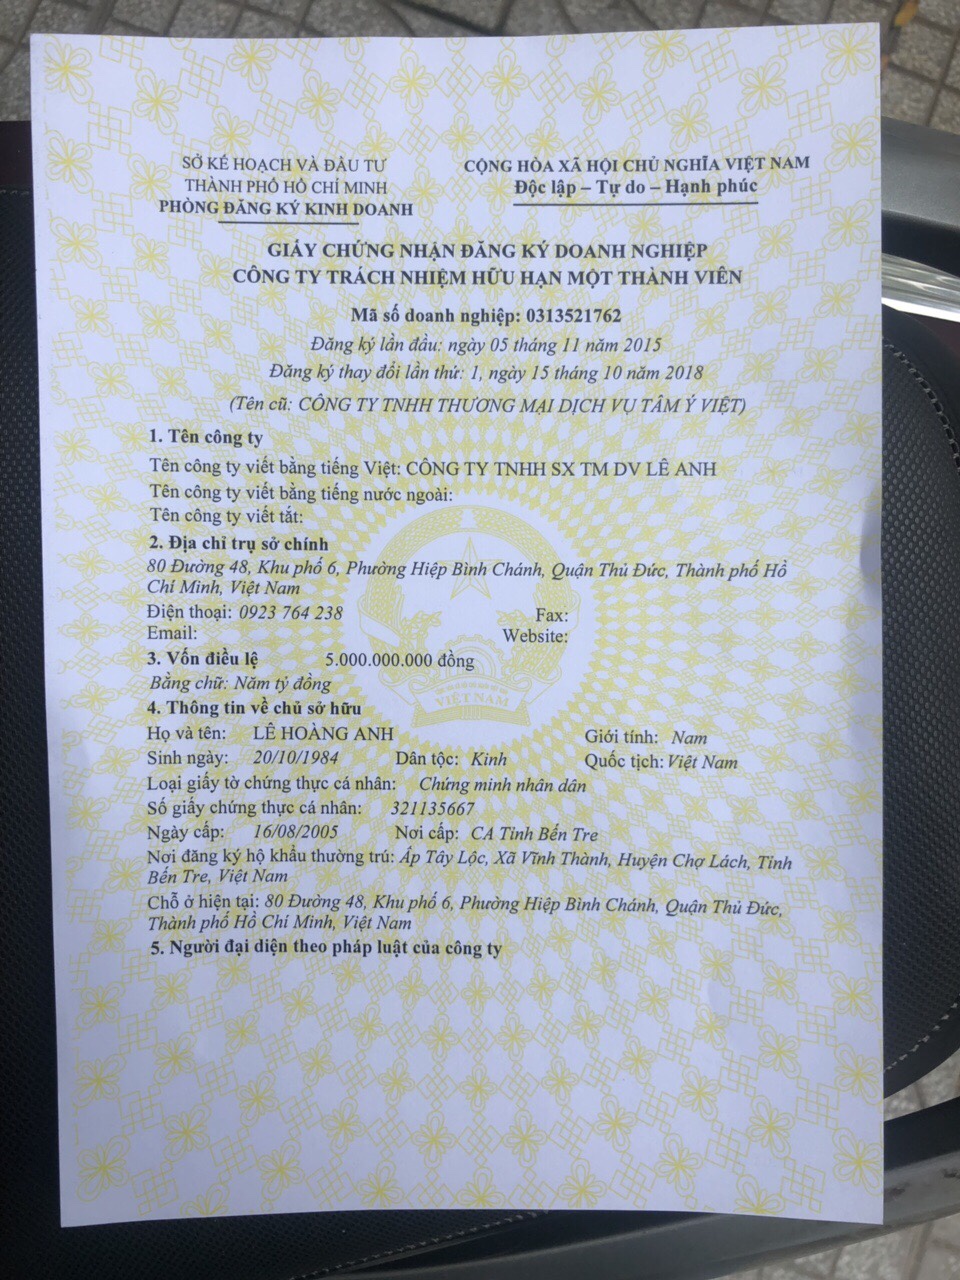 SỞ KẾ HOẠCH VÀ ĐẦU TƯ
THÀNH PHỐ HỒ CHÍ MINH
PHÒNG ĐĂNG KÝ KINH DOANH
CỘNG HÒA XÃ HỘI CHỦ NGHĨA VIỆT NAM
Độc lập – Tự do – Hạnh phúc
GIẤY CHỨNG NHẬN ĐĂNG KÝ DOANH NGHIỆP
CÔNG TY TRÁCH NHIỆM HỮU HẠN MỘT THÀNH VIÊN
Mã số doanh nghiệp: 0313521762
Đăng ký lần đầu: ngày 05 tháng 11 năm 2015
Đăng ký thay đổi lần thứ: 1, ngày 15 tháng 10 năm 2018
(Tên cũ: CÔNG TY TNHH THƯƠNG MẠI DỊCH VỤ TÂM Ý VIỆT)
1. Tên công ty
Tên công ty viết bằng tiếng Việt: CÔNG TY TNHH SX TM DV LÊ ANH
Tên công ty viết bằng tiếng nước ngoài:
Tên công ty viết tắt:
2. Địa chỉ trụ sở chính
80 Đường 48, Khu phố 6, Phường Hiệp Bình Chánh, Quận Thủ Đức, Thành phố Hồ
Chí Minh, Việt Nam
Điện thoại: 0923 764 238 Fax:
Email: Website:
3. Vốn điều lệ 5.000.000.000 đồng
Bằng chữ: Năm tỷ đồng
4. Thông tin về chủ sở hữu
Họ và tên: LÊ HOÀNG ANH Giới tính: Nam
Sinh ngày: 20/10/1984 Dân tộc: Kinh Quốc tịch: Việt Nam
Loại giấy tờ chứng thực cá nhân: Chứng minh nhân dân
Số giấy chứng thực cá nhân: 321135667
Ngày cấp: 16/08/2005 Nơi cấp: CA Tỉnh Bến Tre
Nơi đăng ký hộ khẩu thường trú: Ấp Tây Lộc, Xã Vĩnh Thành, Huyện Chợ Lách, Tỉnh
Bến Tre, Việt Nam
Chỗ ở hiện tại: 80 Đường 48, Khu phố 6, Phường Hiệp Bình Chánh, Quận Thủ Đức,
Thành phố Hồ Chí Minh, Việt Nam
5. Người đại diện theo pháp luật của công ty
VIỆT NAM